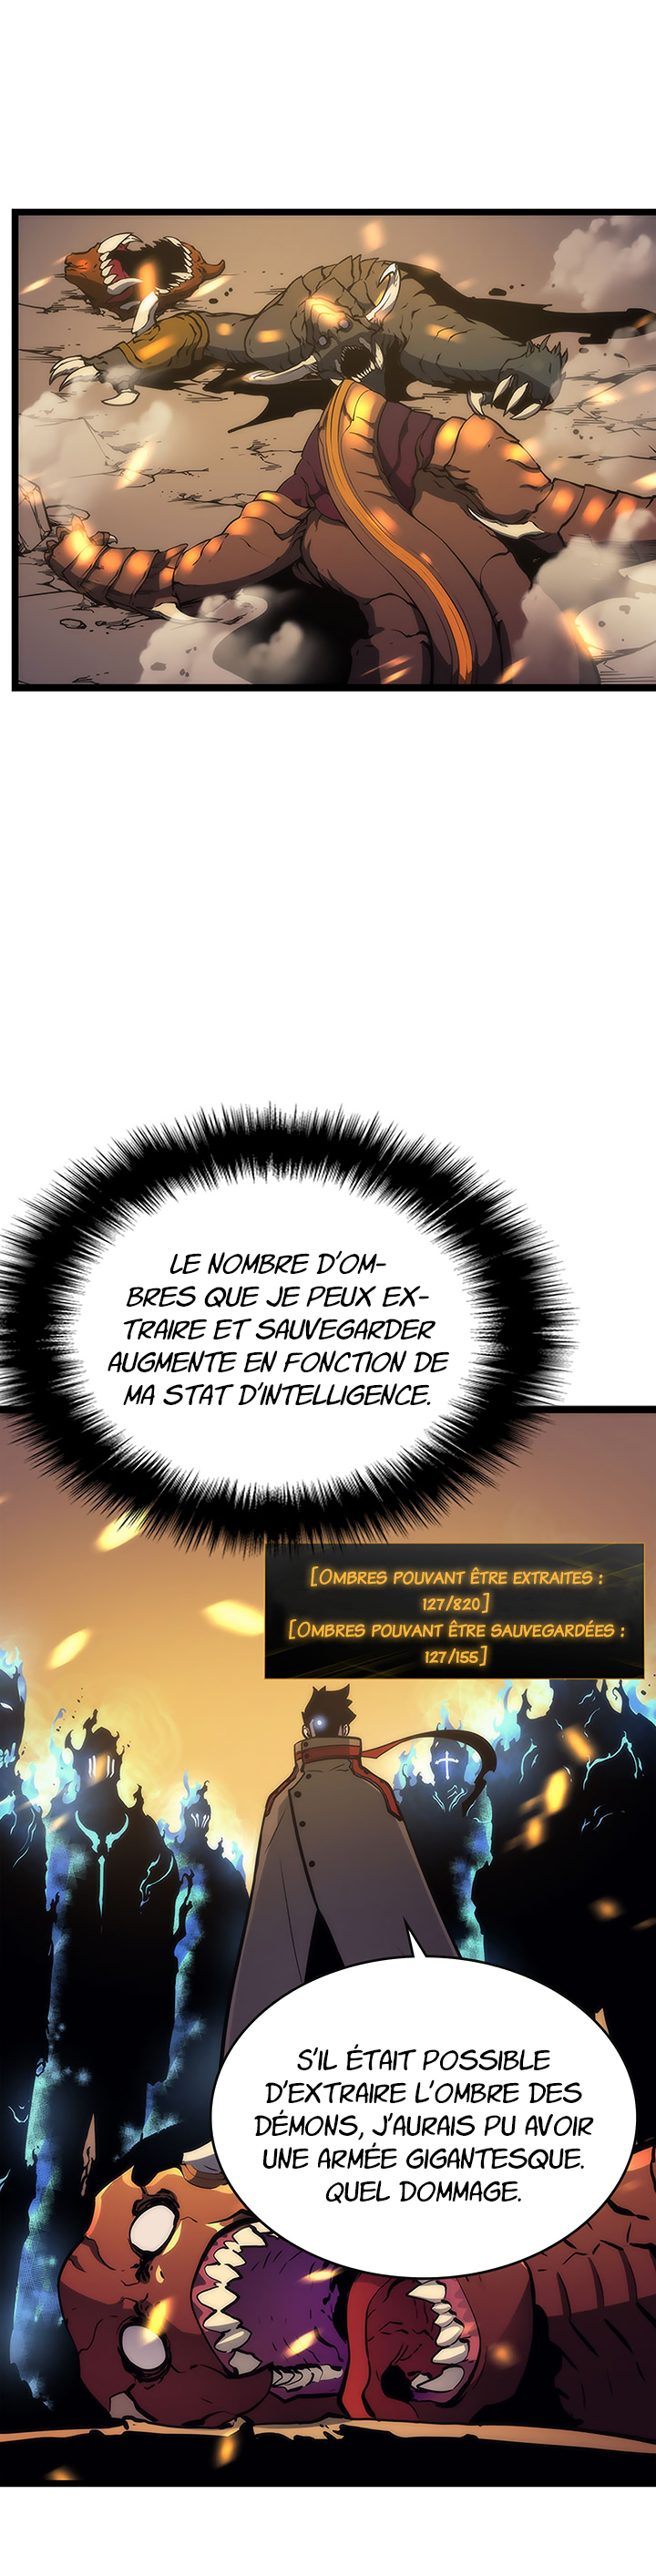 LE NOMBRE D'OM-
BRES QUE JE PEUX EX-
TRAIRE ET SAUVEGARDER
AUGMENTE EN FONCTION DE
MA STAT D'INTELLIGENCE.
[OMBRES POUVANT ÊTRE EXTRAITES :
127/820]
[OMBRES POUVANT ÊTRE SAUVEGARDÉES :
127/155]
S'IL ÉTAIT POSSIBLE
D'EXTRAIRE L'OMBRE DES
DÉMONS, J'AURAIS PU AVOIR
UNE ARMÉE GIGANTESQUE.
QUEL DOMMAGE.